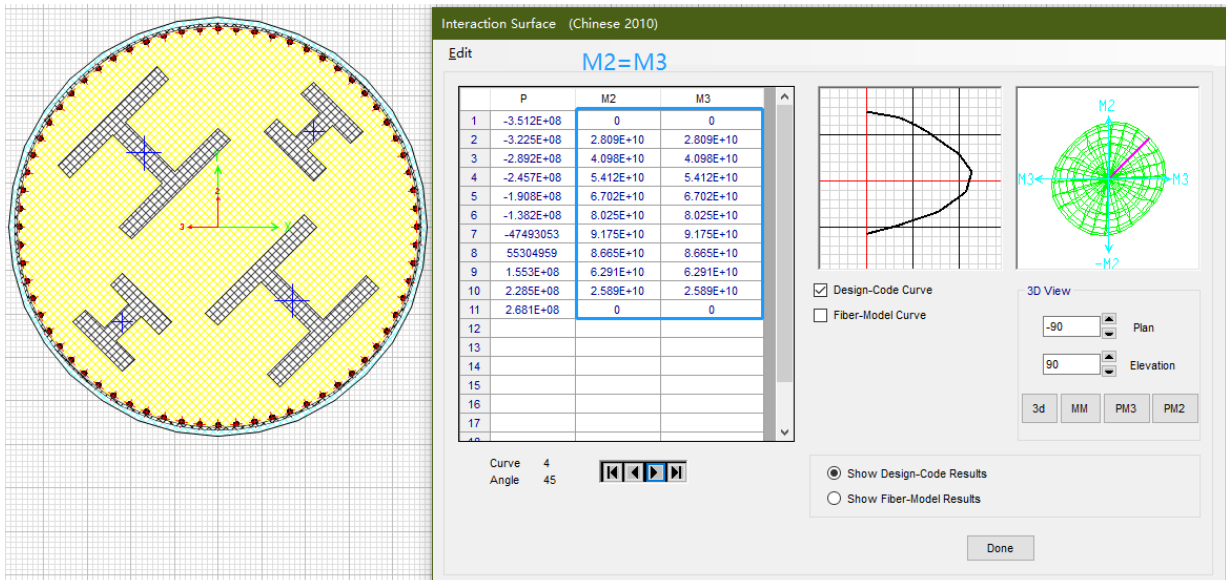 Interaction Surface (Chinese 2010)
Edit
M2=M3
P M2 M3
1 -3.512E+08 0 0
2 -3.225E+08 2.809E+10 2.809E+10
3 -2.892E+08 4.098E+10 4.098E+10
4 -2.457E+08 5.412E+10 5.412E+10
5 -1.908E+08 6.702E+10 6.702E+10
6 -1.382E+08 8.025E+10 8.025E+10
7 -47493053 9.175E+10 9.175E+10
8 55304959 8.665E+10 8.665E+10
9 1.553E+08 6.291E+10 6.291E+10
10 2.285E+08 2.589E+10 2.589E+10
11 2.681E+08 0 0
12
13
14
15
16
17
M2
M3
-M3
-M2
Y
2
3
X
Design-Code Curve
Fiber-Model Curve
3D View
-90 Plan
90 Elevation
3d MM PM3 PM2
Curve 4
Angle 45
Show Design-Code Results
Show Fiber-Model Results
Done